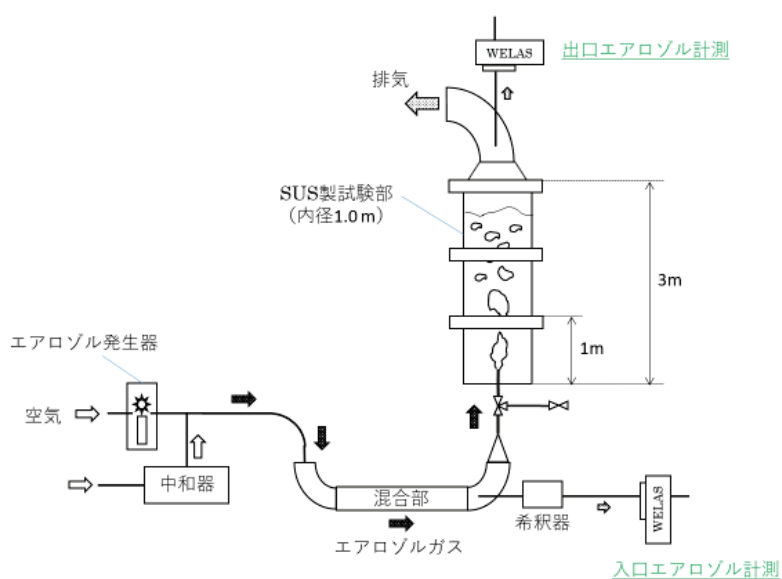 WELAS
出口エアロゾル計測
排気
SUS製試験部
（内径1.0 m）
3m
1m
エアロゾル発生器
空気
中和器
混合部
エアロゾルガス
希釈器
WELAS
入口エアロゾル計測